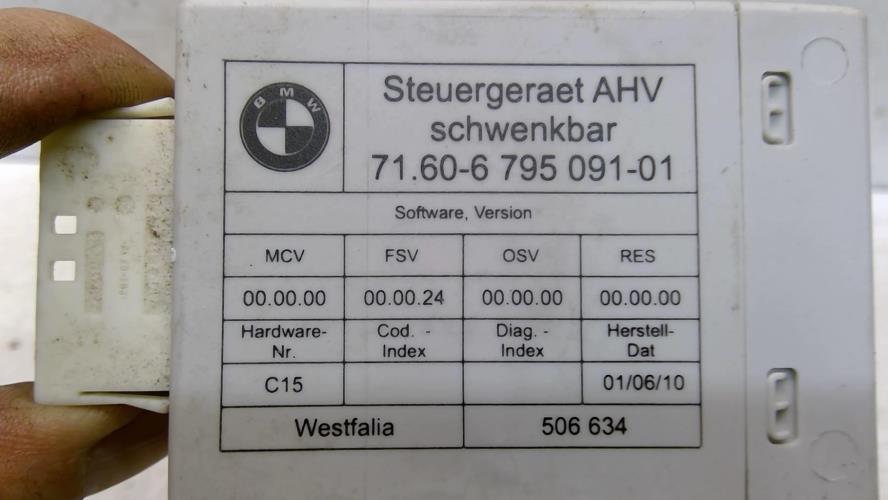 BMW
Steuergeraet AHV
schwenkbar
71.60-6 795 091-01
Software, Version
MCV FSV OSV RES
00.00.00 00.00.24 00.00.00 00.00.00
Hardware-Nr. Cod. - Index Diag. - Index Herstell-Dat
C15 01/06/10
Westfalia 506 634